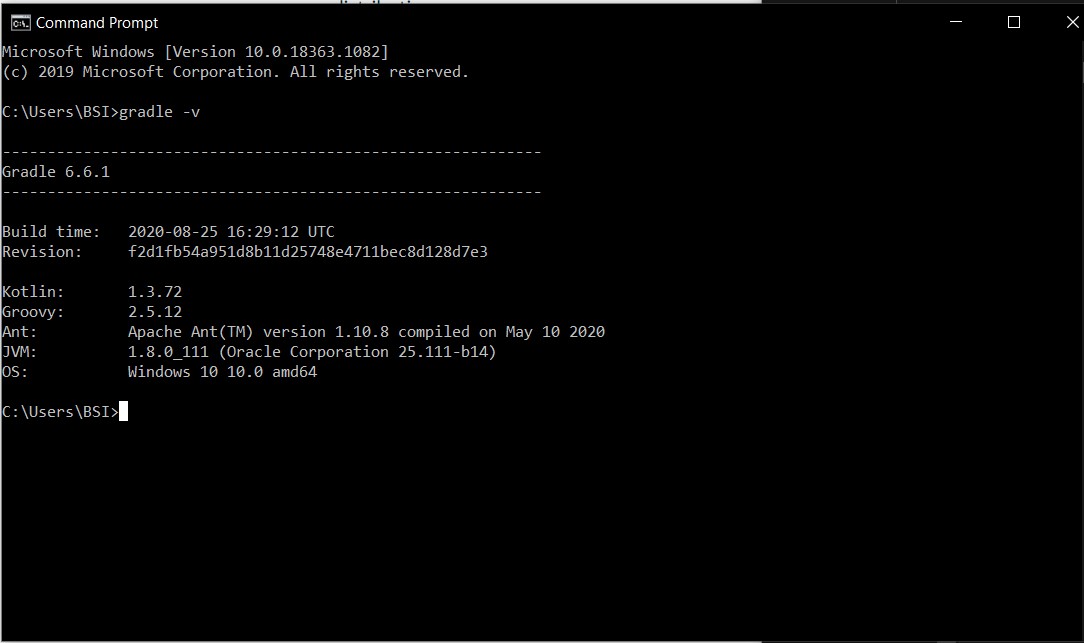 Command Prompt
Microsoft Windows [Version 10.0.18363.1082]
(c) 2019 Microsoft Corporation. All rights reserved.
C:\Users\BSI>gradle -v
------------------------------------------------------------
Gradle 6.6.1
------------------------------------------------------------
Build time:   2020-08-25 16:29:12 UTC
Revision:     f2d1fb54a951d8b11d25748e4711bec8d128d7e3
Kotlin:       1.3.72
Groovy:       2.5.12
Ant:          Apache Ant(TM) version 1.10.8 compiled on May 10 2020
JVM:          1.8.0_111 (Oracle Corporation 25.111-b14)
OS:           Windows 10 10.0 amd64
C:\Users\BSI>